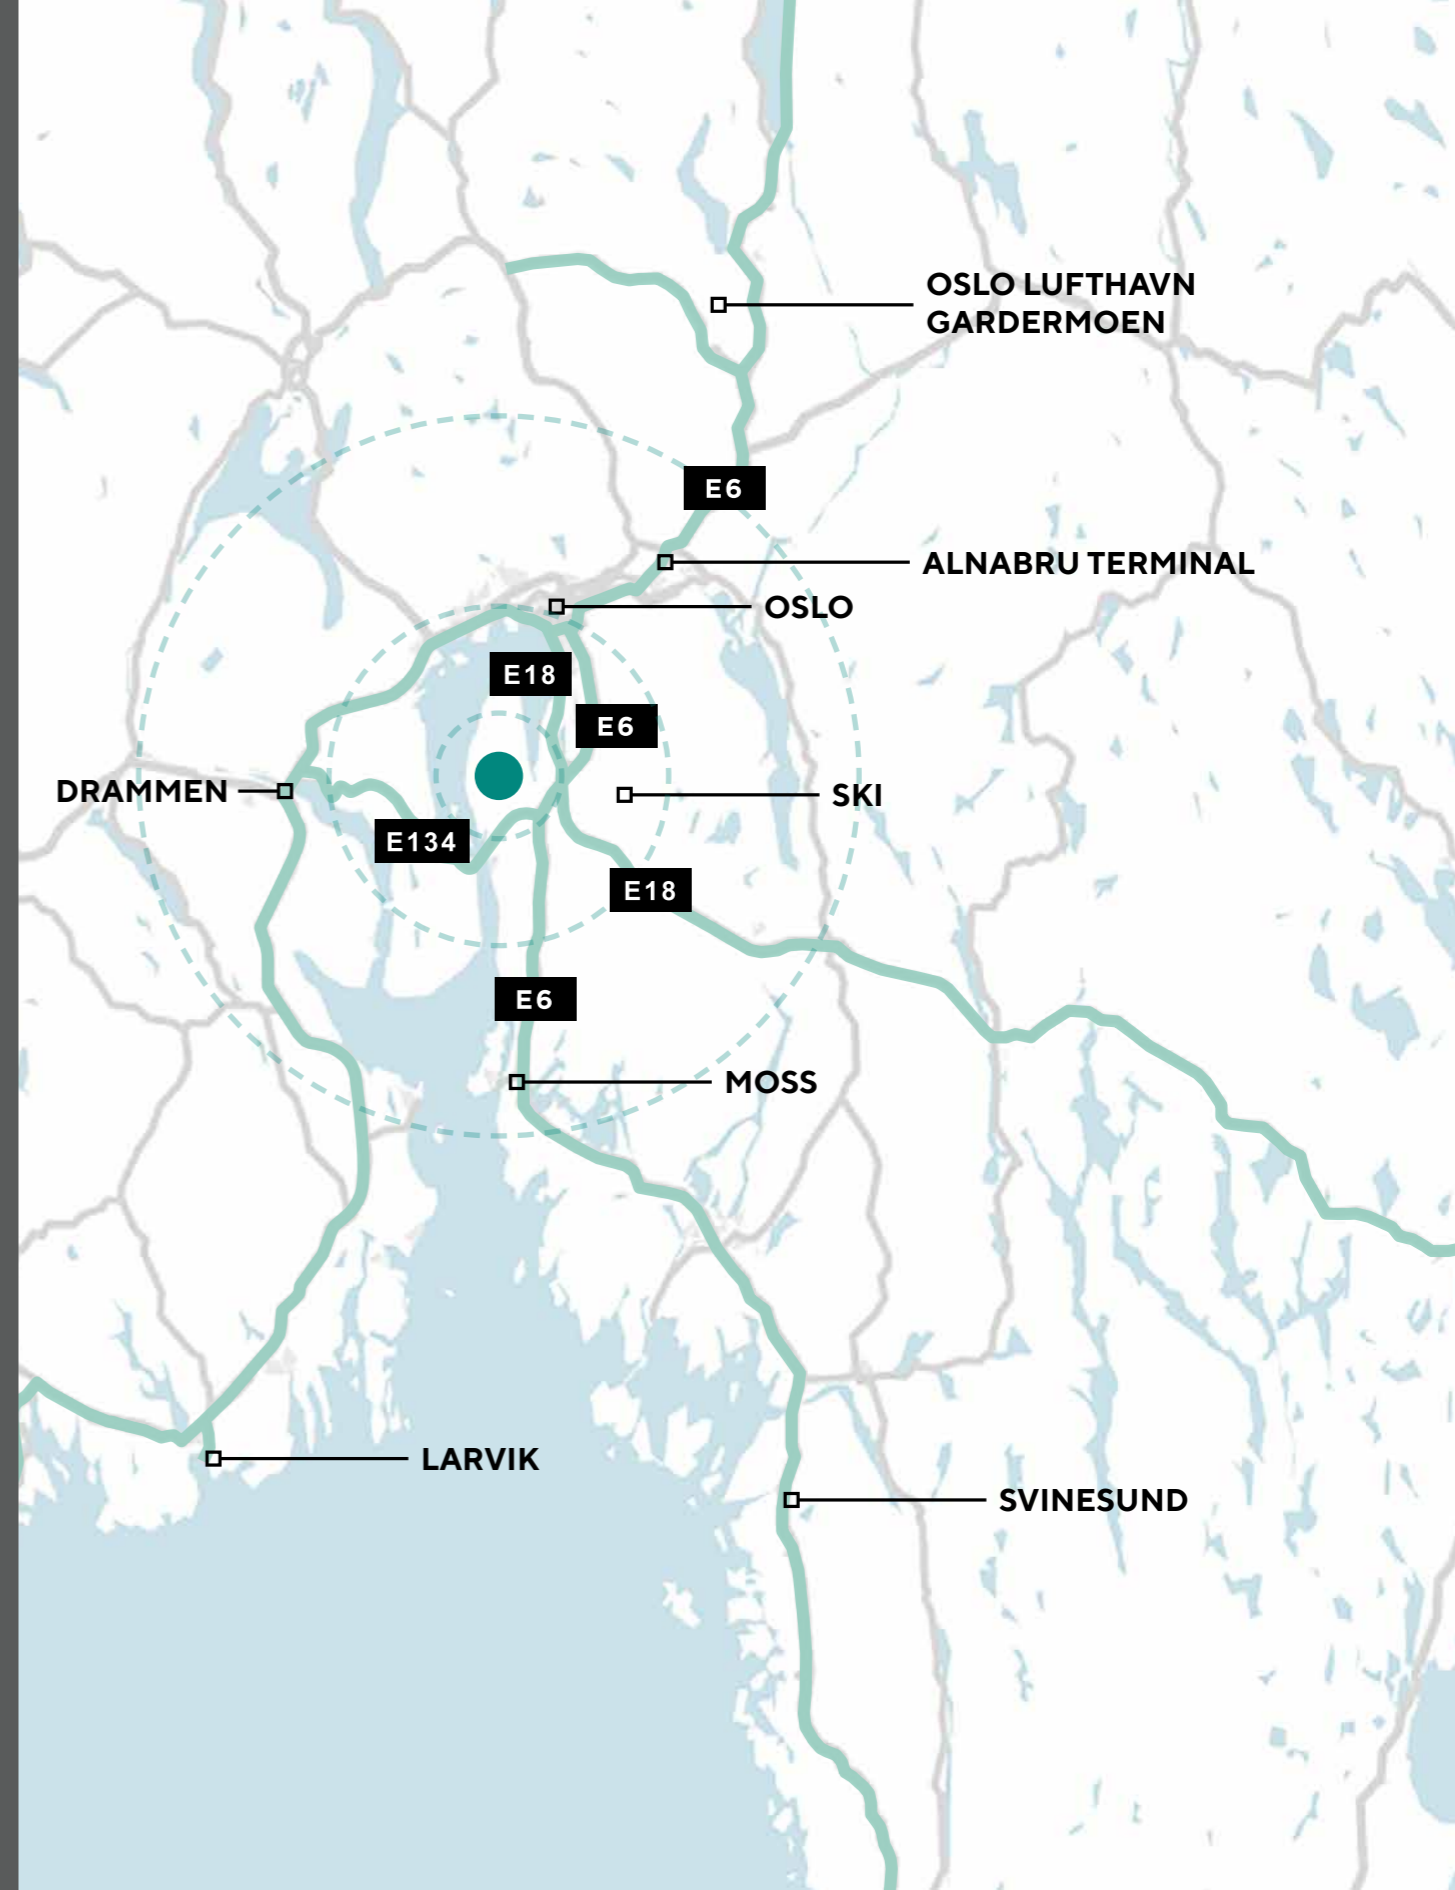 OSLO LUFTHAVN
GARDERMOEN
E6
ALNABRU TERMINAL
OSLO
E18
E6
DRAMMEN
SKI
E134
E18
E6
MOSS
LARVIK
SVINESUND